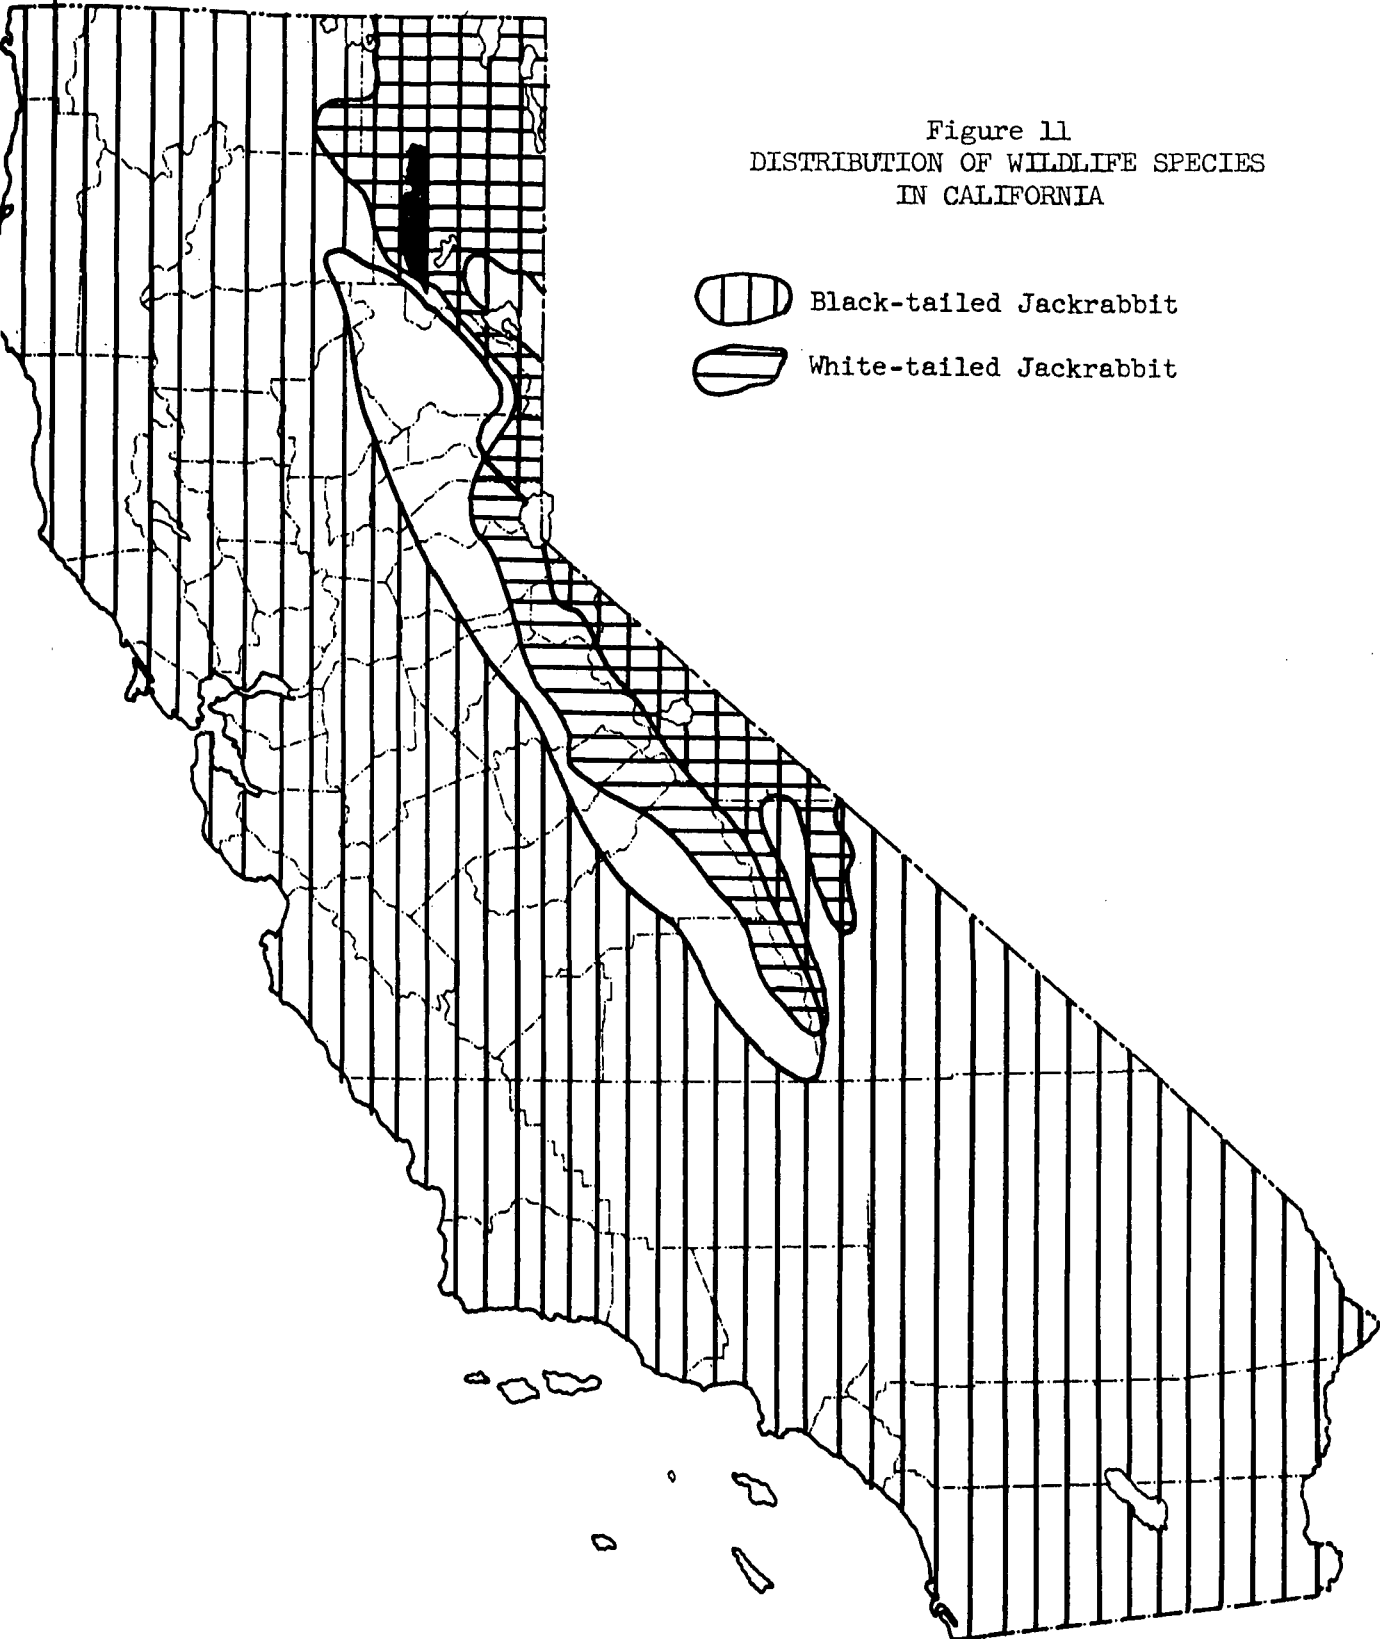 Figure 11
DISTRIBUTION OF WILDLIFE SPECIES
IN CALIFORNIA
Black-tailed Jackrabbit
White-tailed Jackrabbit